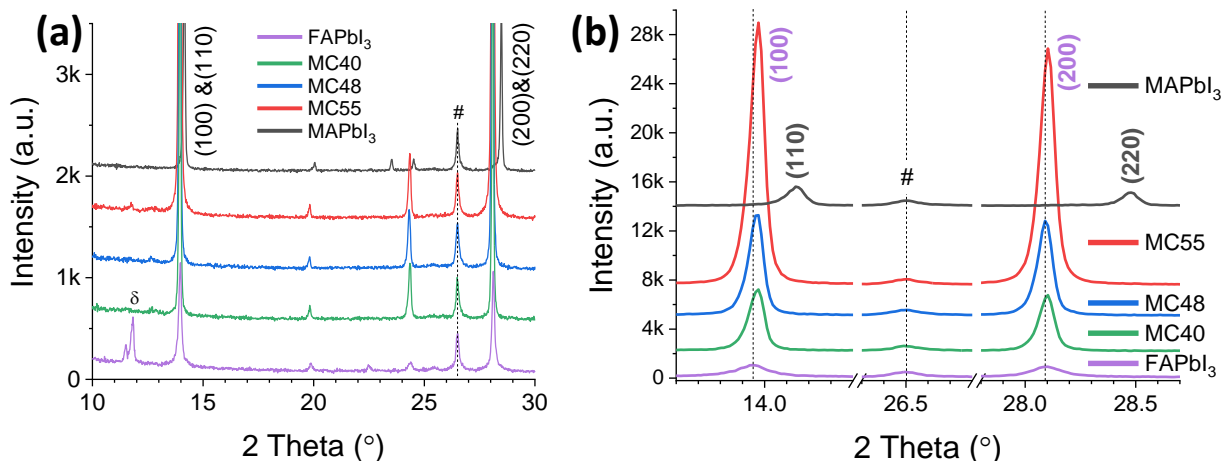 (a)
FAPbI₃
MC40
MC48
MC55
MAPbI₃
(100) &(110)
(200)&(220)
#
δ
3k
2k
1k
0
10 15 20 25 30
Intensity (a.u.)
2 Theta (°)
(b)
28k
24k
20k
16k
8k
4k
0
(100)
(110)
#
(200)
(220)
MAPbI₃
MC55
MC48
MC40
FAPbI₃
14.0 26.5 28.0 28.5
Intensity (a.u.)
2 Theta (°)